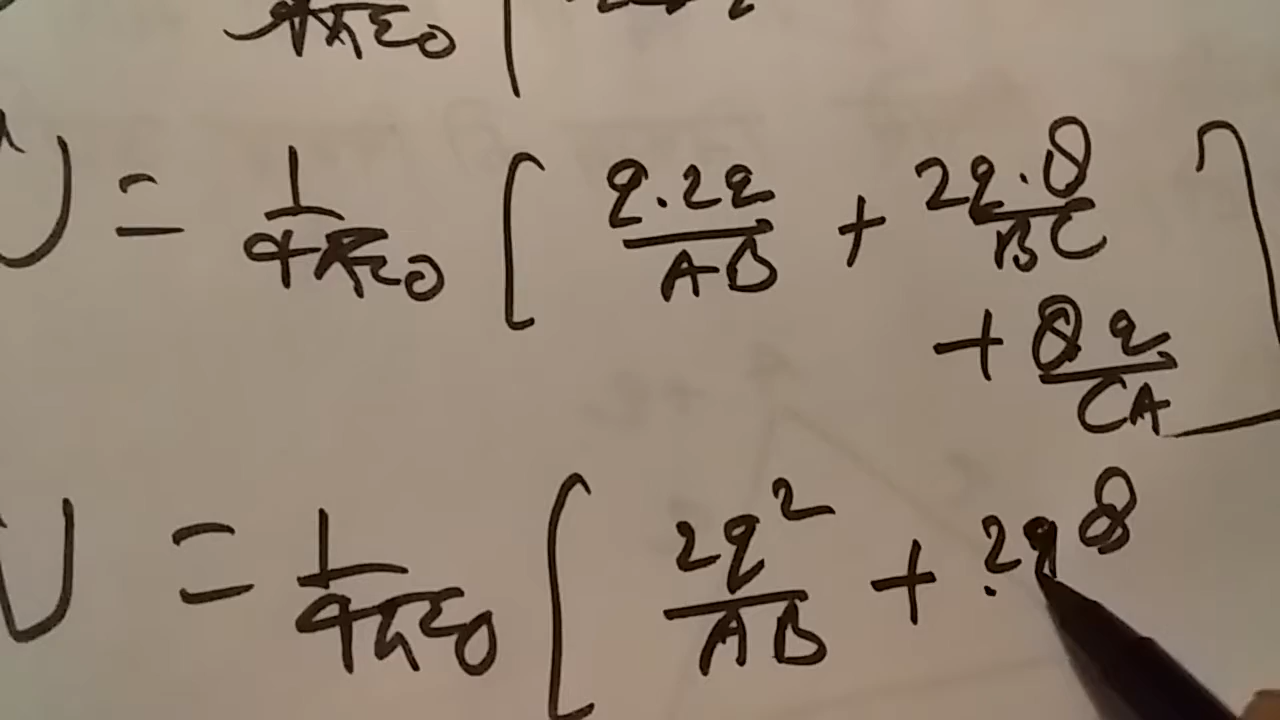 4πε0 [
U = 1/4πε0 [ q.2q/AB + 2q.Q/BC
+ Qq/CA ]
U = 1/4πε0 [ 2q²/AB + 2qQ